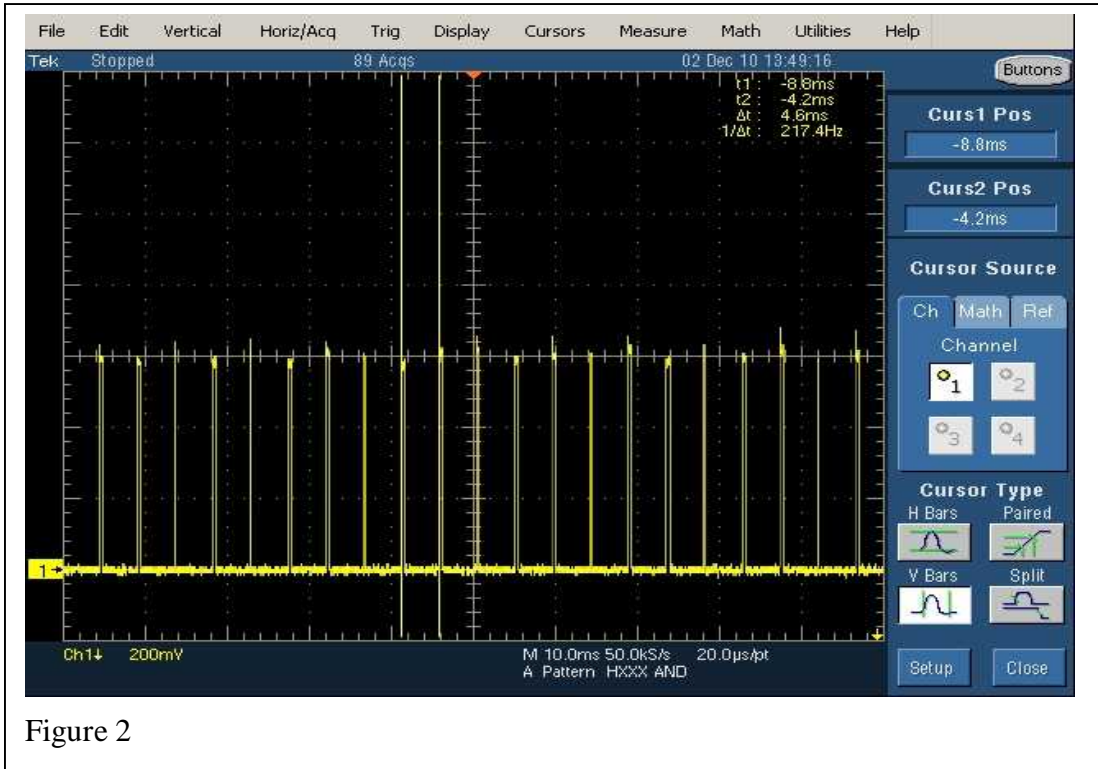 File Edit Vertical Horiz/Acq Trig Display Cursors Measure Math Utilities Help
Tek Stopped 89 Acqs 02 Dec 10 13:49:16
Buttons
t1 : -8.8ms
t2 : -4.2ms
Δt : 4.6ms
1/Δt : 217.4Hz
Curs1 Pos
-8.8ms
Curs2 Pos
-4.2ms
Cursor Source
Ch Math Ref
Channel
1 2
3 4
Cursor Type
H Bars Paired
V Bars Split
Setup Close
1
Ch1 200mV M 10.0ms 50.0kS/s 20.0µs/pt
A Pattern HXXX AND
Figure 2